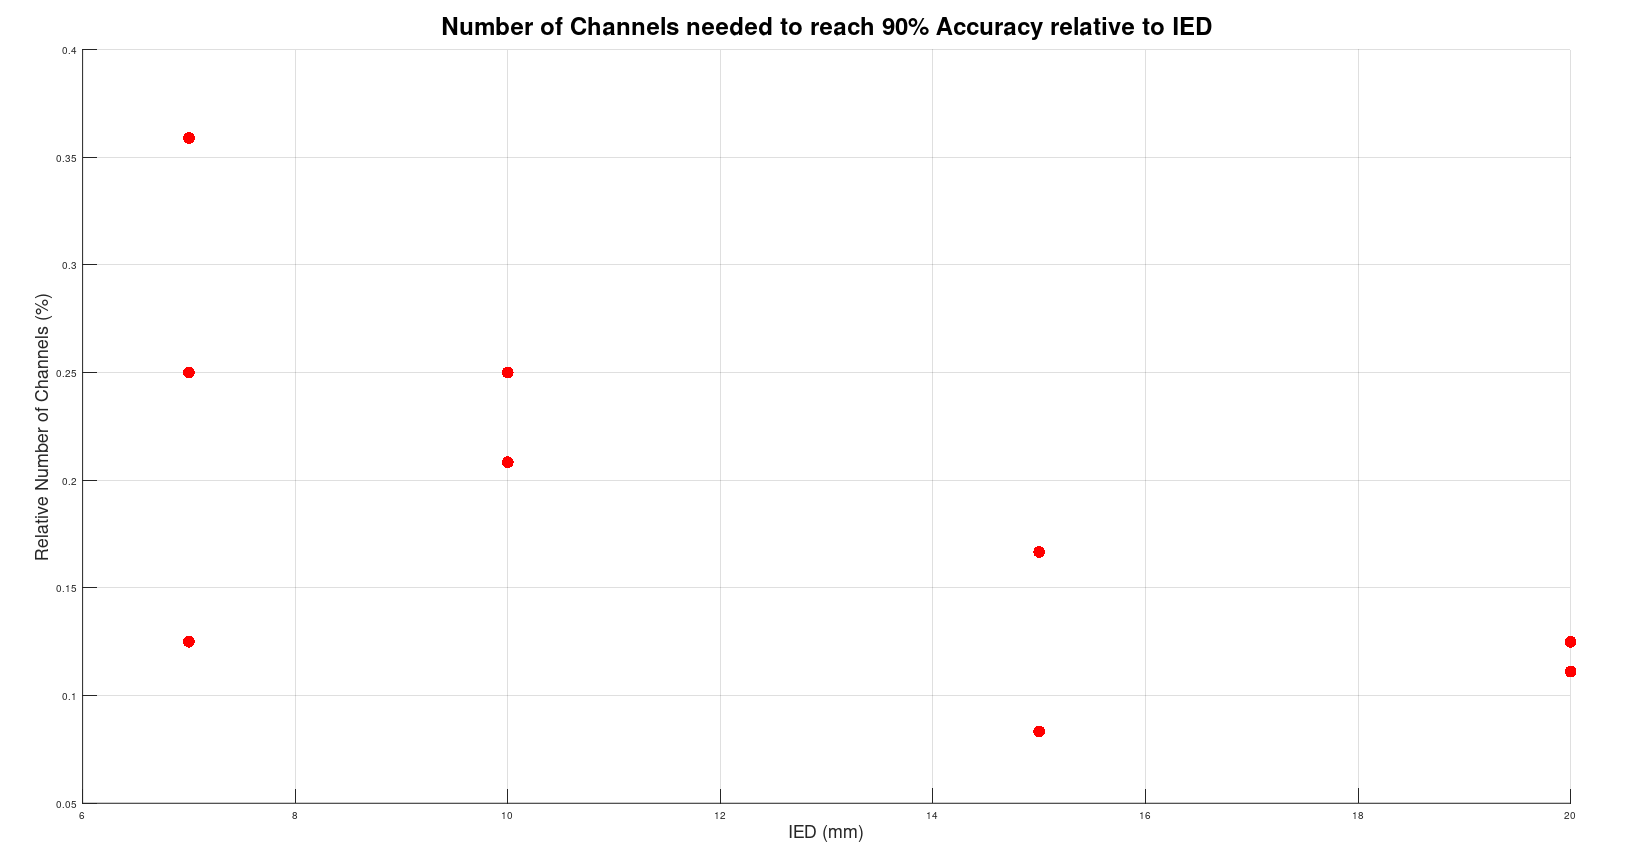 Number of Channels needed to reach 90% Accuracy relative to IED
0.4
0.35
0.3
0.25
0.2
0.15
0.1
0.05
Relative Number of Channels (%)
6 8 10 12 14 16 18 20
IED (mm)